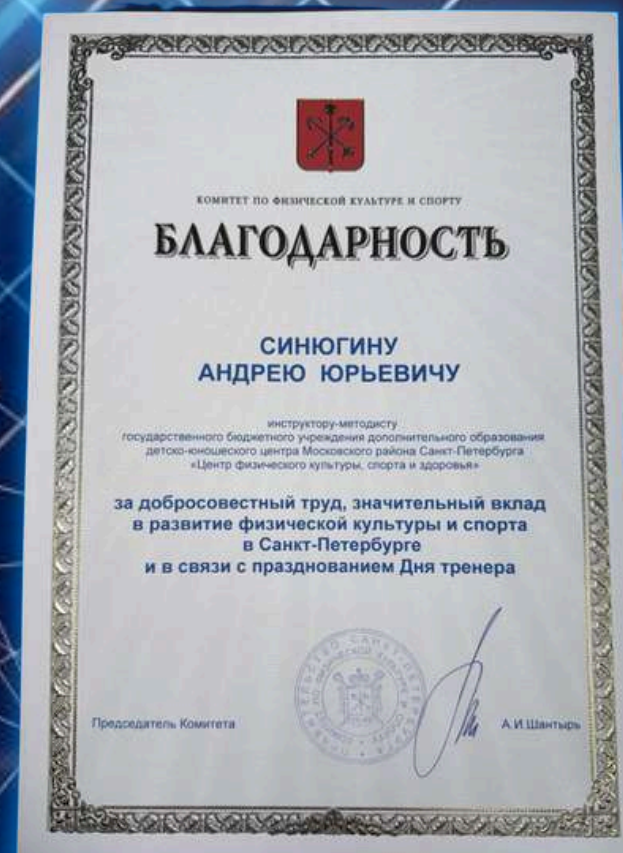 КОМИТЕТ ПО ФИЗИЧЕСКОЙ КУЛЬТУРЕ И СПОРТУ
БЛАГОДАРНОСТЬ
СИНЮГИНУ
АНДРЕЮ ЮРЬЕВИЧУ
инструктору-методисту
государственного бюджетного учреждения дополнительного образования
детско-юношеского центра Московского района Санкт-Петербурга
«Центр физического культуры, спорта и здоровья»
за добросовестный труд, значительный вклад
в развитие физической культуры и спорта
в Санкт-Петербурге
и в связи с празднованием Дня тренера
Председатель Комитета
А.И.Шантырь